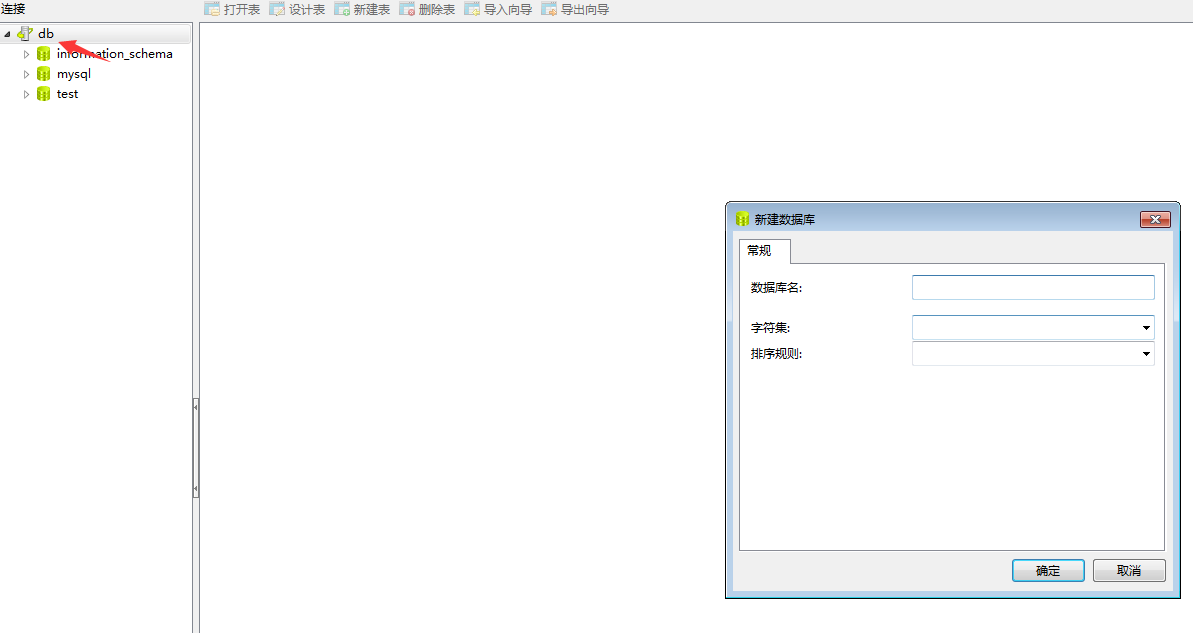 连接
打开表 设计表 新建表 删除表 导入向导 导出向导
db
information_schema
mysql
test
新建数据库
常规
数据库名:
字符集:
排序规则:
确定 取消